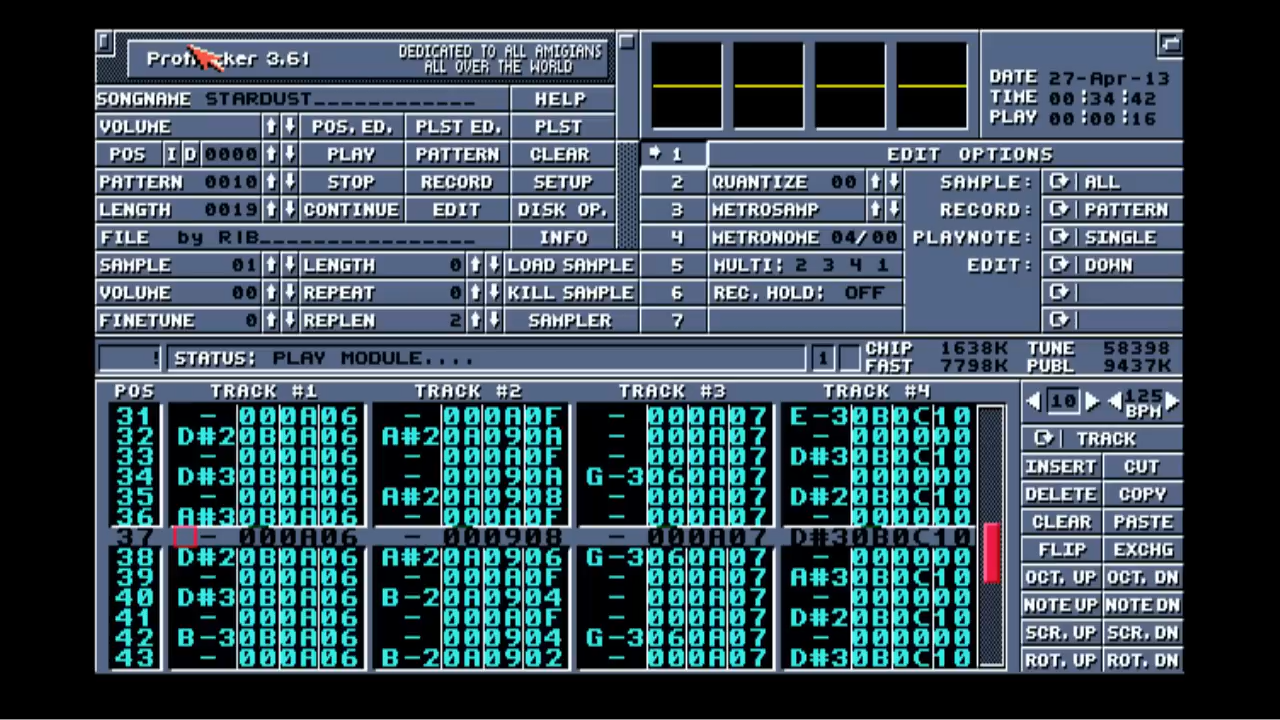 ProTracker 3.61 DEDICATED TO ALL AMIGIANS
ALL OVER THE WORLD
SONGNAME STARDUST____________ HELP
VOLUME POS. ED. PLST ED. PLST
POS I D 0000 PLAY PATTERN CLEAR
PATTERN 0010 STOP RECORD SETUP
LENGTH 0019 CONTINUE EDIT DISK OP.
FILE by RIB________________ INFO
SAMPLE 01 LENGTH 0 LOAD SAMPLE
VOLUME 00 REPEAT 0 KILL SAMPLE
FINETUNE 0 REPLEN 2 SAMPLER
DATE 27-Apr-13
TIME 00:34:42
PLAY 00:00:16
1 EDIT OPTIONS
2 QUANTIZE 00 SAMPLE: ALL
3 METROSAMP RECORD: PATTERN
4 METRONOME 04/00 PLAYNOTE: SINGLE
5 MULTI: 2 3 4 1 EDIT: DOWN
6 REC. HOLD: OFF
7
! STATUS: PLAY MODULE.... 1 CHIP 1638K TUNE 58398
FAST 7798K PUBL 9437K
POS TRACK #1 TRACK #2 TRACK #3 TRACK #4
31 - 000A06 - 000A0F - 000A07 E-30B0C10
32 D#20B0A06 A#20A090A - 000A07 - 000000
33 - 000A06 - 000A0F - 000A07 D#30B0C10
34 D#30B0A06 - 00090A G-3060A07 - 000000
35 - 000A06 A#20A0908 - 000A07 D#20B0C10
36 A#30B0A06 - 000A0F - 000A07 - 000000
37 - 000A06 - 000908 - 000A07 D#30B0C10
38 D#20B0A06 A#20A0906 G-3060A07 - 000000
39 - 000A06 - 000A0F - 000A07 A#30B0C10
40 D#30B0A06 B-20A0904 - 000A07 - 000000
41 - 000A06 - 000A0F - 000A07 D#20B0C10
42 B-30B0A06 - 000904 G-3060A07 - 000000
43 - 000A06 B-20A0902 - 000A07 D#30B0C10
10 125
BPM
TRACK
INSERT CUT
DELETE COPY
CLEAR PASTE
FLIP EXCHG
OCT. UP OCT. DN
NOTE UP NOTE DN
SCR. UP SCR. DN
ROT. UP ROT. DN